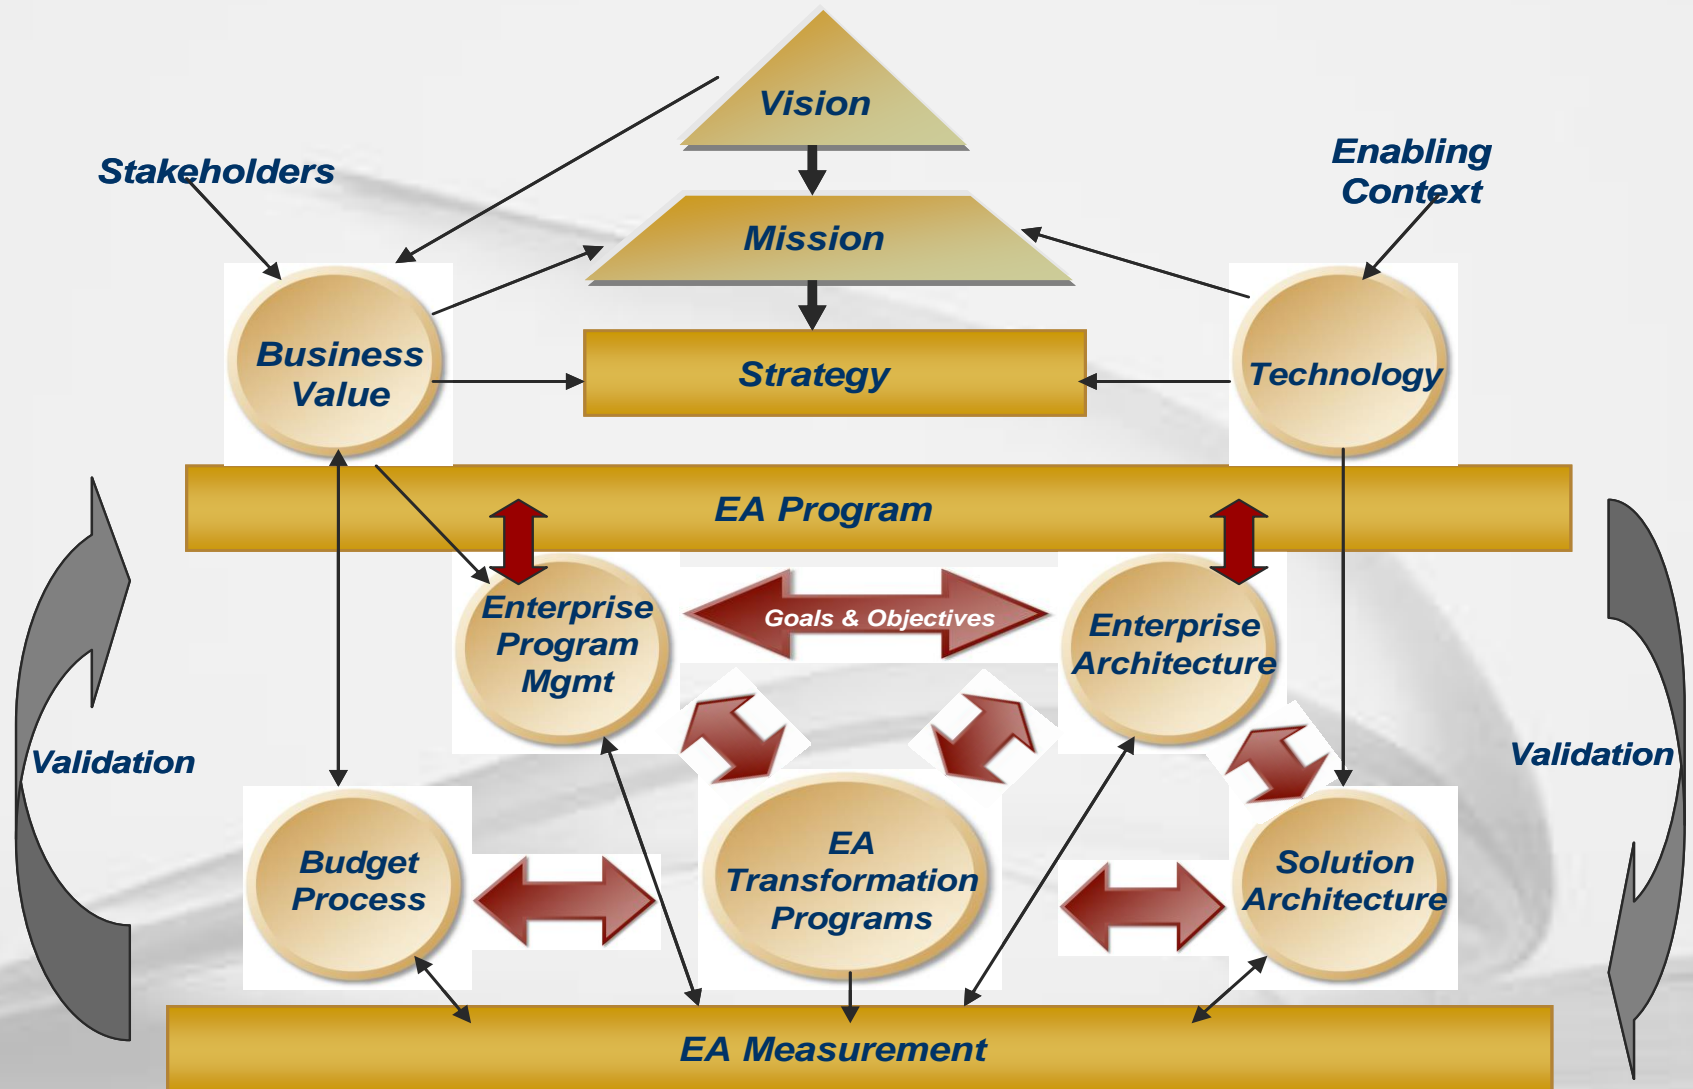 Vision
Stakeholders
Enabling
Context
Mission
Business
Value
Strategy
Technology
EA Program
Enterprise
Program
Mgmt
Goals & Objectives
Enterprise
Architecture
Validation
Validation
Budget
Process
EA
Transformation
Programs
Solution
Architecture
EA Measurement